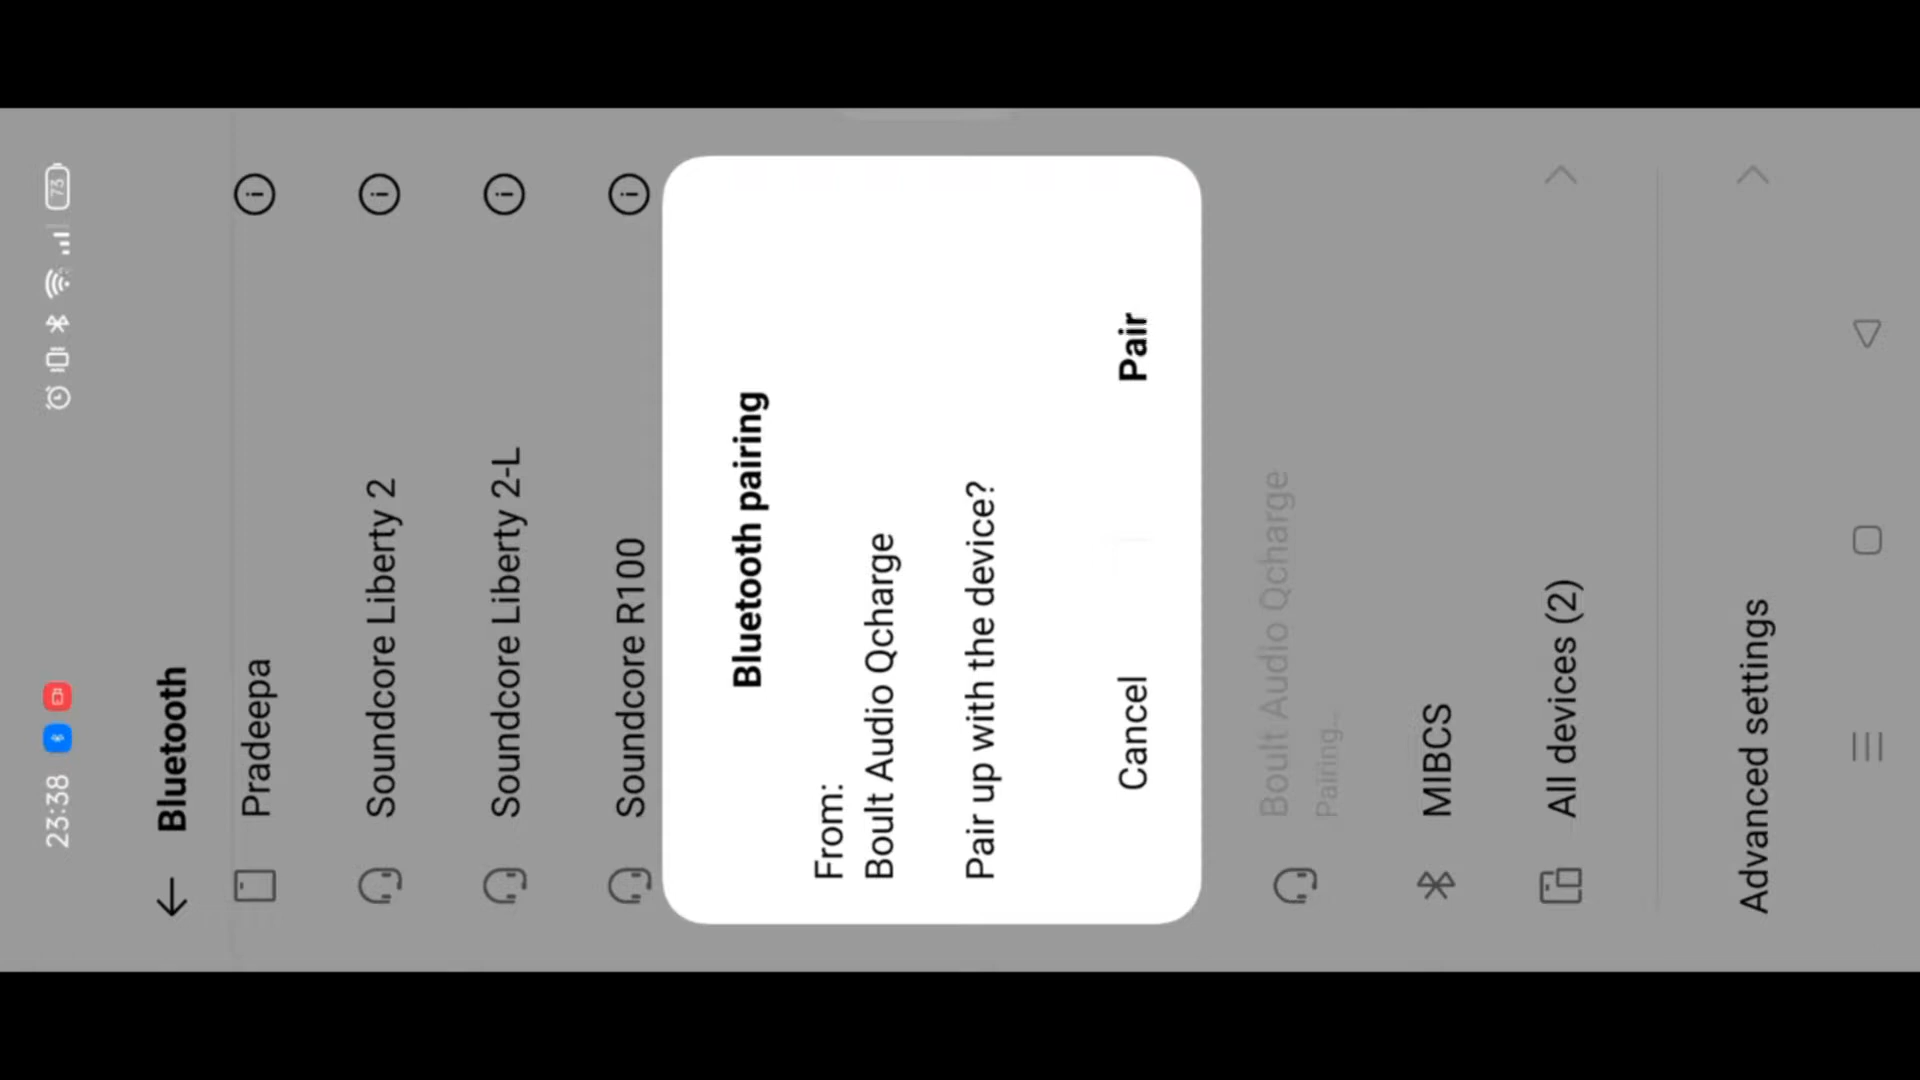 23:38
73
Bluetooth
Pradeepa
Soundcore Liberty 2
Soundcore Liberty 2-L
Soundcore R100
Bluetooth pairing
From:
Boult Audio Qcharge
Pair up with the device?
Cancel
Pair
Boult Audio Qcharge
Pairing...
MIBCS
All devices (2)
Advanced settings